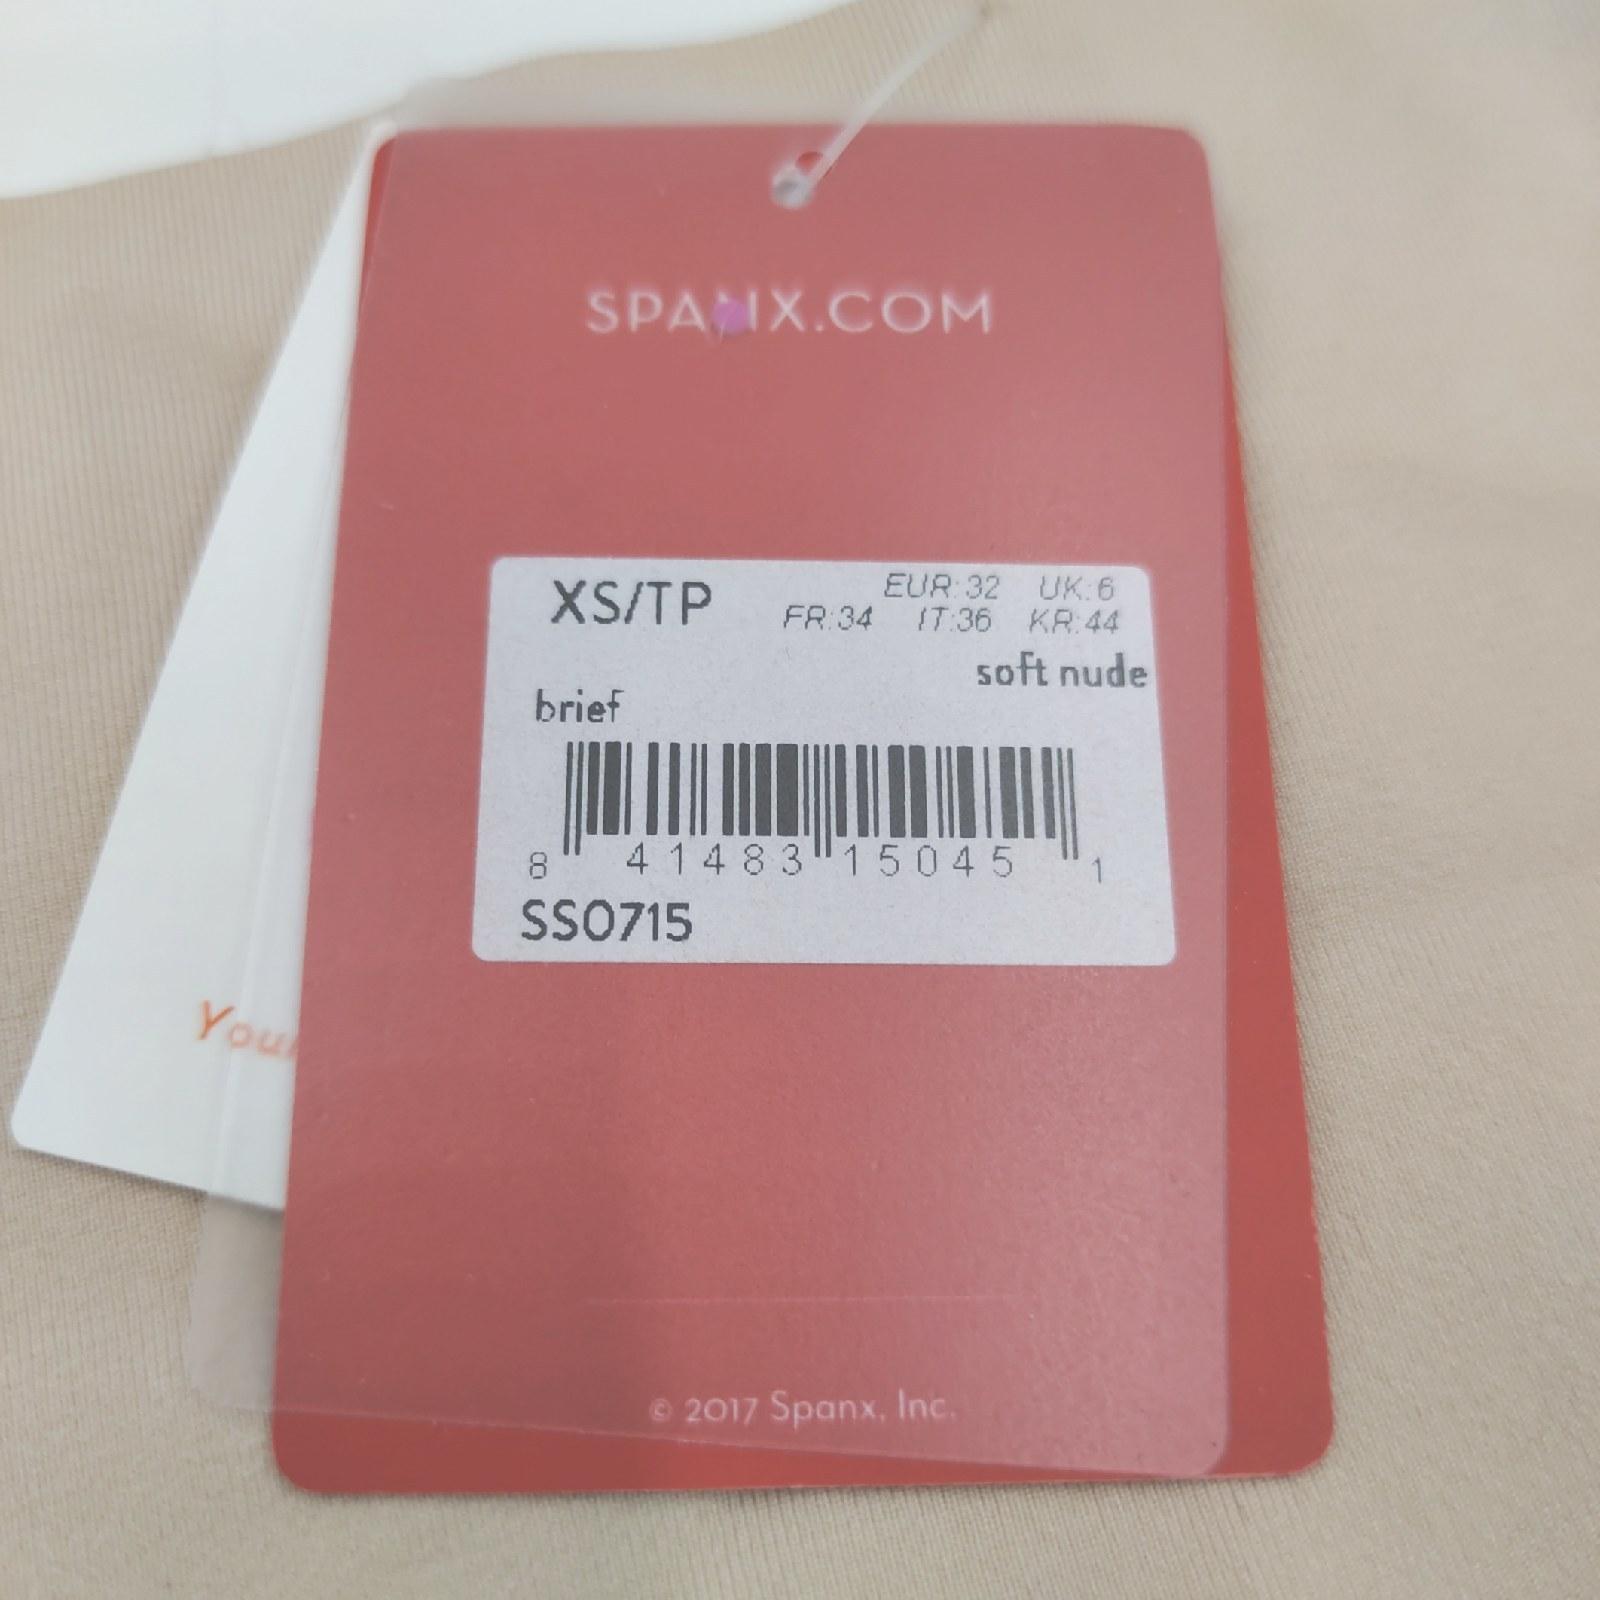 SPANX.COM
XS/TP
EUR:32 UK:6
FR:34 IT:36 KR:44
soft nude
brief
8 41483 15045 1
SS0715
Your
© 2017 Spanx, Inc.